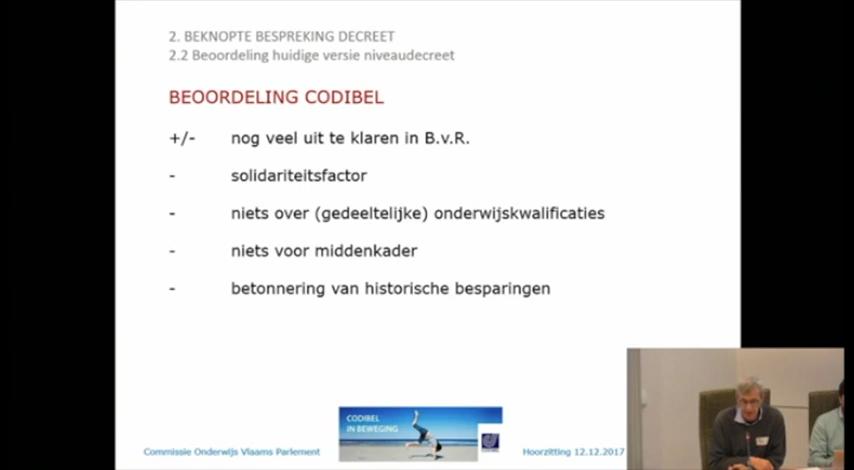 2. BEKNOPTE BESPREKING DECREET
2.2 Beoordeling huidige versie niveaudecreet
BEOORDELING CODIBEL
+/- nog veel uit te klaren in B.v.R.
- solidariteitsfactor
- niets over (gedeeltelijke) onderwijskwalificaties
- niets voor middenkader
- betonnering van historische besparingen
CODIBEL
IN BEWEGING
Commissie Onderwijs Vlaams Parlement
Hoorzitting 12.12.2017